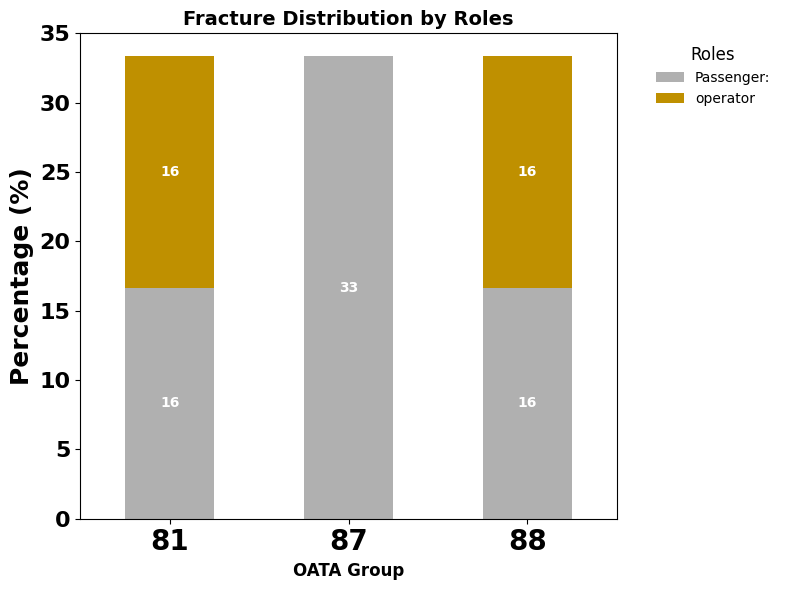 Fracture Distribution by Roles
Percentage (%)
35
30
25
20
15
10
5
0
16
16
33
16
16
81
87
88
OATA Group
Roles
Passenger:
operator